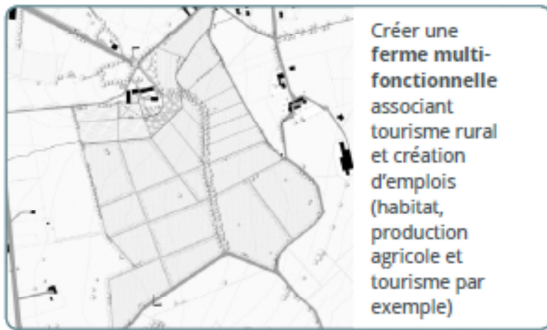 Créer une
ferme multi-
fonctionnelle
associant
tourisme rural
et création
d'emplois
(habitat,
production
agricole et
tourisme par
exemple)